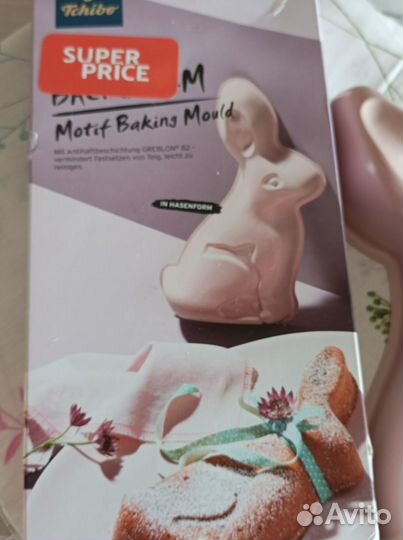 Tchibo
SUPER
PRICE
Motif Baking Mould
Mit Antihaftbeschichtung GREBLON® B2 –
vermindert Festsetzen von Teig, leicht zu
reinigen
IN HASENFORM
Avito